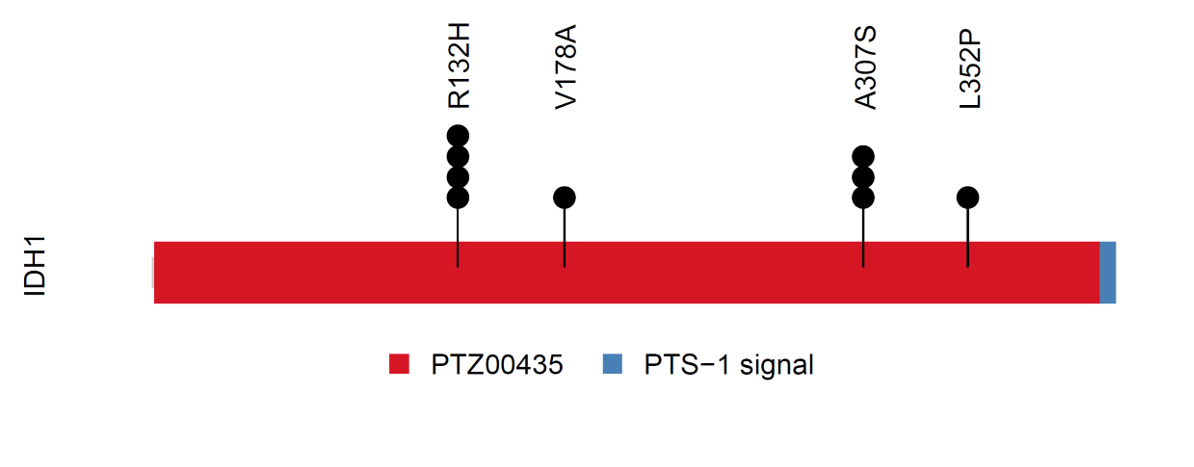 R132H
V178A
A307S
L352P
IDH1
PTZ00435
PTS−1 signal